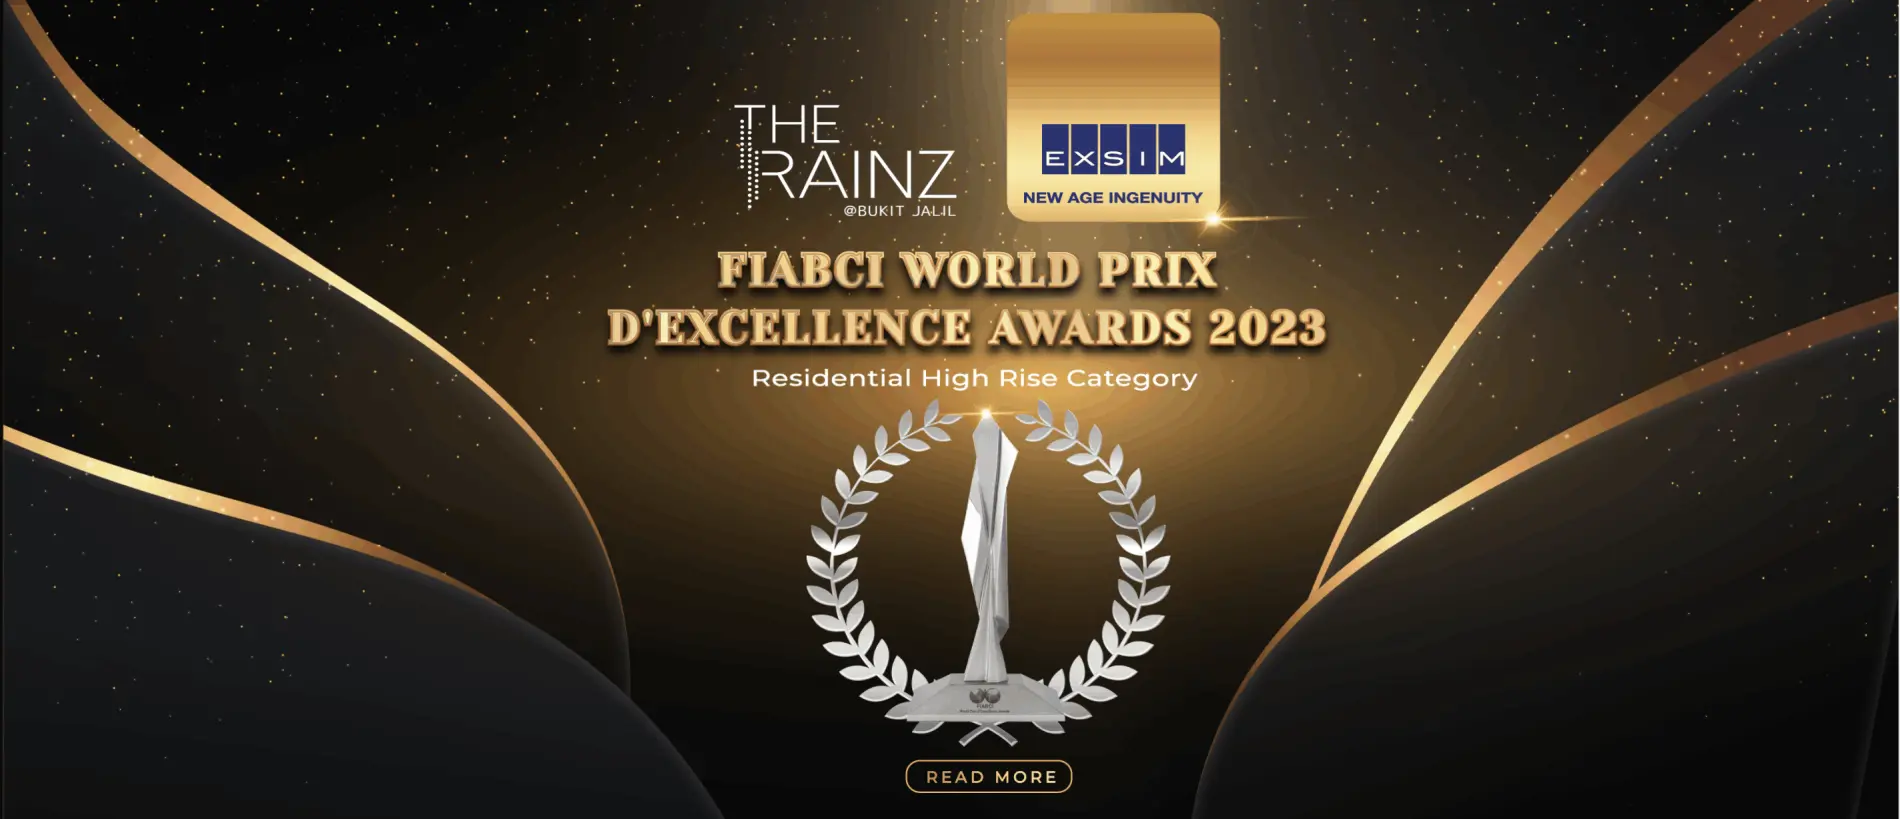 THE
RAINZ
@BUKIT JALIL
EXSIM
NEW AGE INGENUITY
FIABCI WORLD PRIX
D'EXCELLENCE AWARDS 2023
Residential High Rise Category
FIABCI
READ MORE